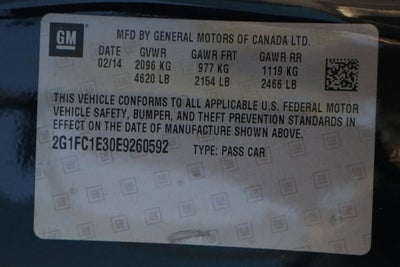 GM
MFD BY GENERAL MOTORS OF CANADA LTD.
DATE GVWR GAWR FRT GAWR RR
02/14 2096 KG 977 KG 1119 KG
4620 LB 2154 LB 2466 LB
THIS VEHICLE CONFORMS TO ALL APPLICABLE U.S. FEDERAL MOTOR
VEHICLE SAFETY, BUMPER, AND THEFT PREVENTION STANDARDS IN
EFFECT ON THE DATE OF MANUFACTURE SHOWN ABOVE.
2G1FC1E30E9260592 TYPE: PASS CAR